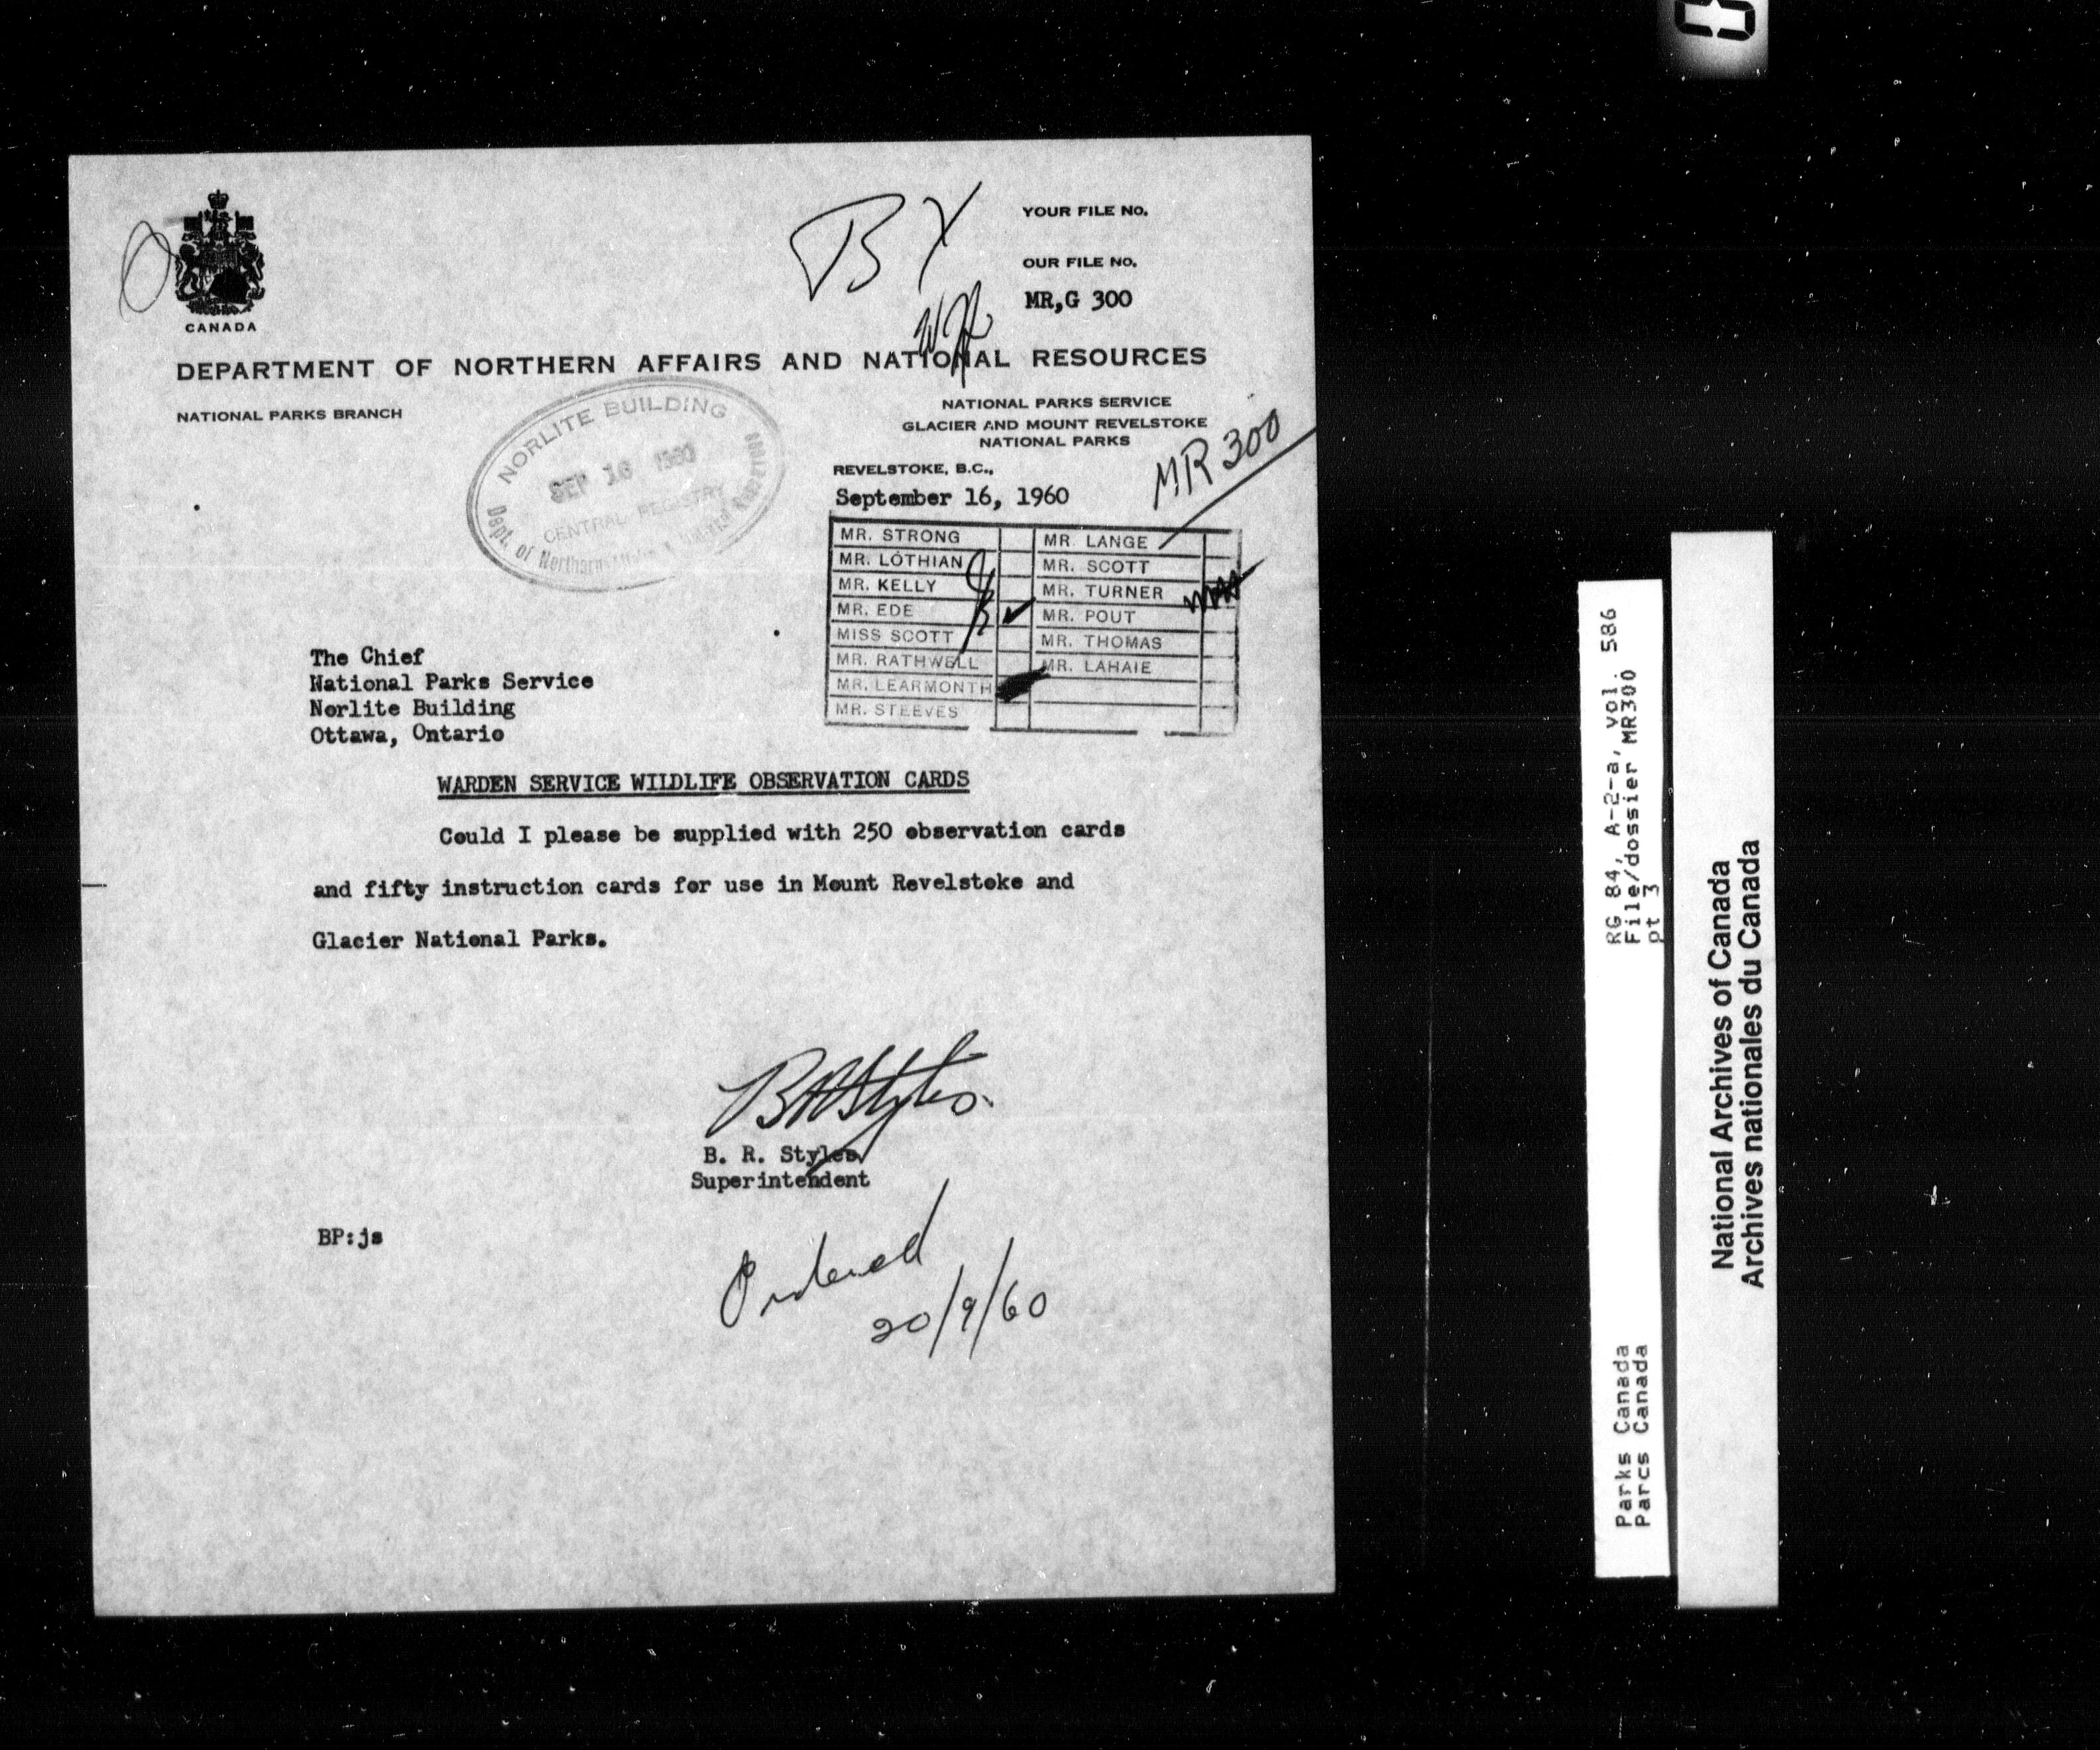 BY
YOUR FILE No.
OUR FILE No.
MR,G 300
CANADA
DEPARTMENT OF NORTHERN AFFAIRS AND NATIONAL RESOURCES
NATIONAL PARKS BRANCH
NATIONAL PARKS SERVICE
GLACIER AND MOUNT REVELSTOKE
NATIONAL PARKS
REVELSTOKE, B.C.,
September 16, 1960
MR 300
NORLITE BUILDING
SEP 16 1960
CENTRAL REGISTRY
Dept. of Northern
MR. STRONG
MR. LOTHIAN
MR. KELLY
MR. EDE
MISS SCOTT
MR. RATHWELL
MR. LEARMONTH
MR. STEEVES
MR. LANGE
MR. SCOTT
MR. TURNER
MR. POUT
MR. THOMAS
MR. LAHAIE
The Chief
National Parks Service
Norlite Building
Ottawa, Ontario
WARDEN SERVICE WILDLIFE OBSERVATION CARDS
Could I please be supplied with 250 observation cards
and fifty instruction cards for use in Mount Revelstoke and
Glacier National Parks.
BRStyles.
B. R. Styles,
Superintendent
BP:js
Ordered
20/9/60
RG 84, A-2-a, vol. 586
File/dossier MR300
pt 3
Parks Canada
Parcs Canada
National Archives of Canada
Archives nationales du Canada